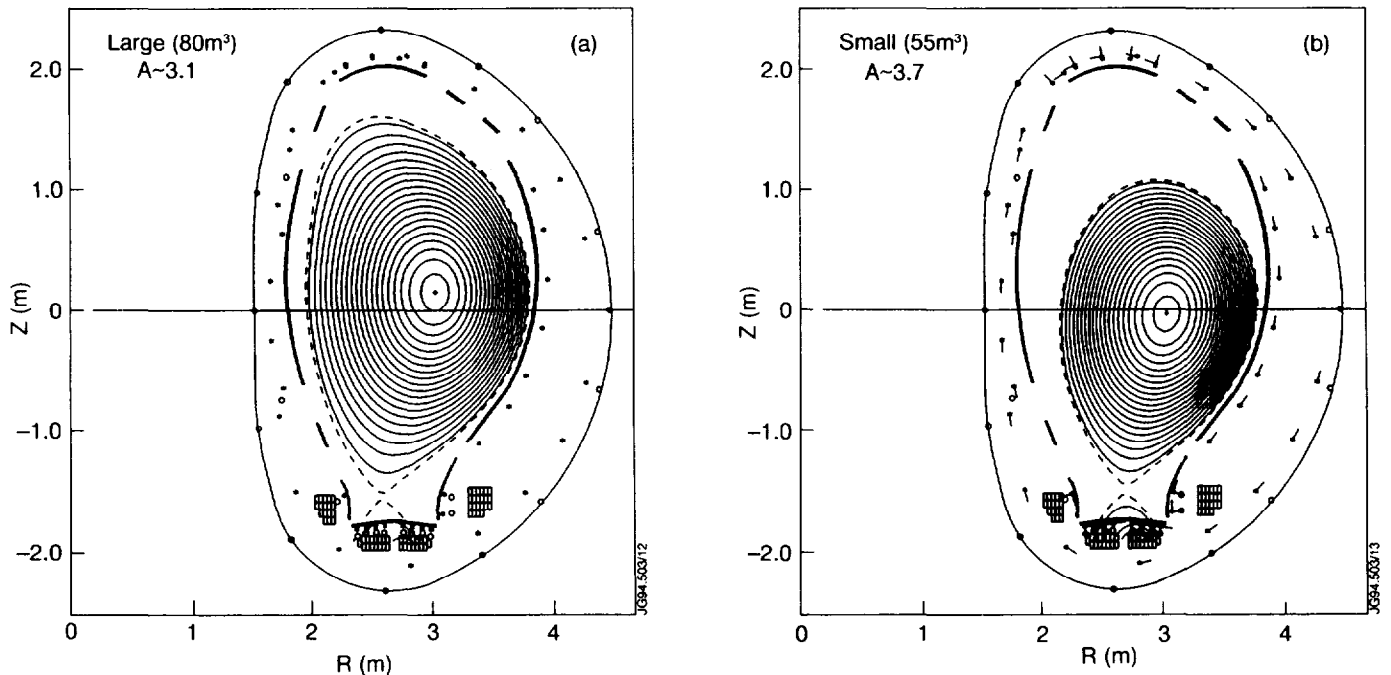 Large (80m³)
A~3.1
(a)
2.0
1.0
0
–1.0
–2.0
Z (m)
0
1
2
3
4
R (m)
JG94.503/12
Small (55m³)
A~3.7
(b)
2.0
1.0
0
–1.0
–2.0
Z (m)
0
1
2
3
4
R (m)
JG94.503/13